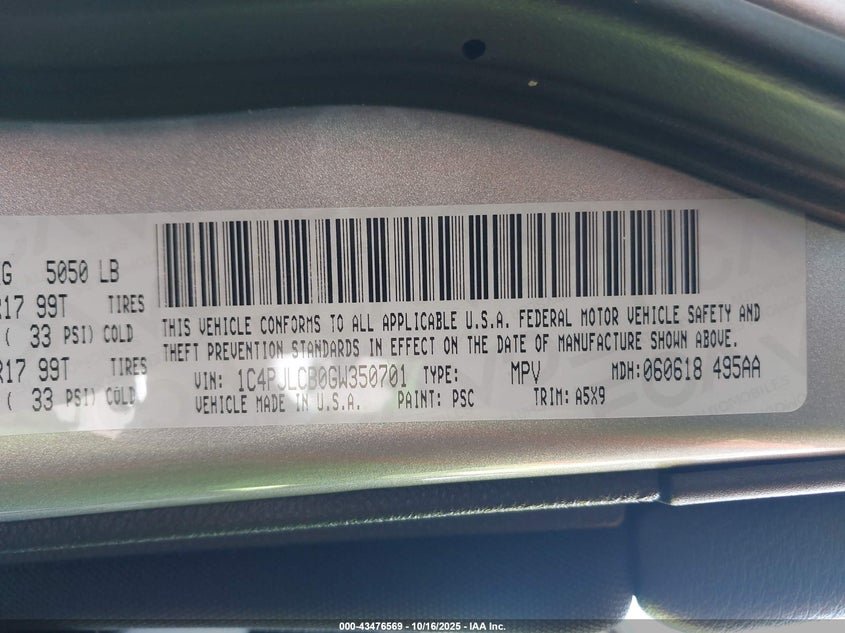 G 5050 LB
R17 99T TIRES
( 33 PSI) COLD
R17 99T TIRES
( 33 PSI) COLD
THIS VEHICLE CONFORMS TO ALL APPLICABLE U.S.A. FEDERAL MOTOR VEHICLE SAFETY AND
THEFT PREVENTION STANDARDS IN EFFECT ON THE DATE OF MANUFACTURE SHOWN ABOVE.
VIN: 1C4PJLCB0GW350701 TYPE: MPV MDH: 060618 495AA
VEHICLE MADE IN U.S.A. PAINT: PSC TRIM: A5X9
000-43476569 - 10/16/2025 - IAA Inc.